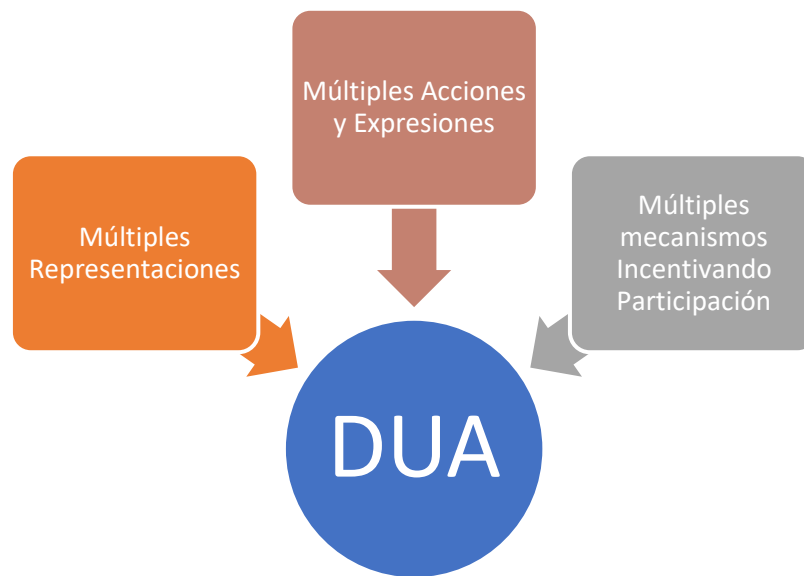 Múltiples Acciones
y Expresiones
Múltiples
Representaciones
Múltiples
mecanismos
Incentivando
Participación
DUA